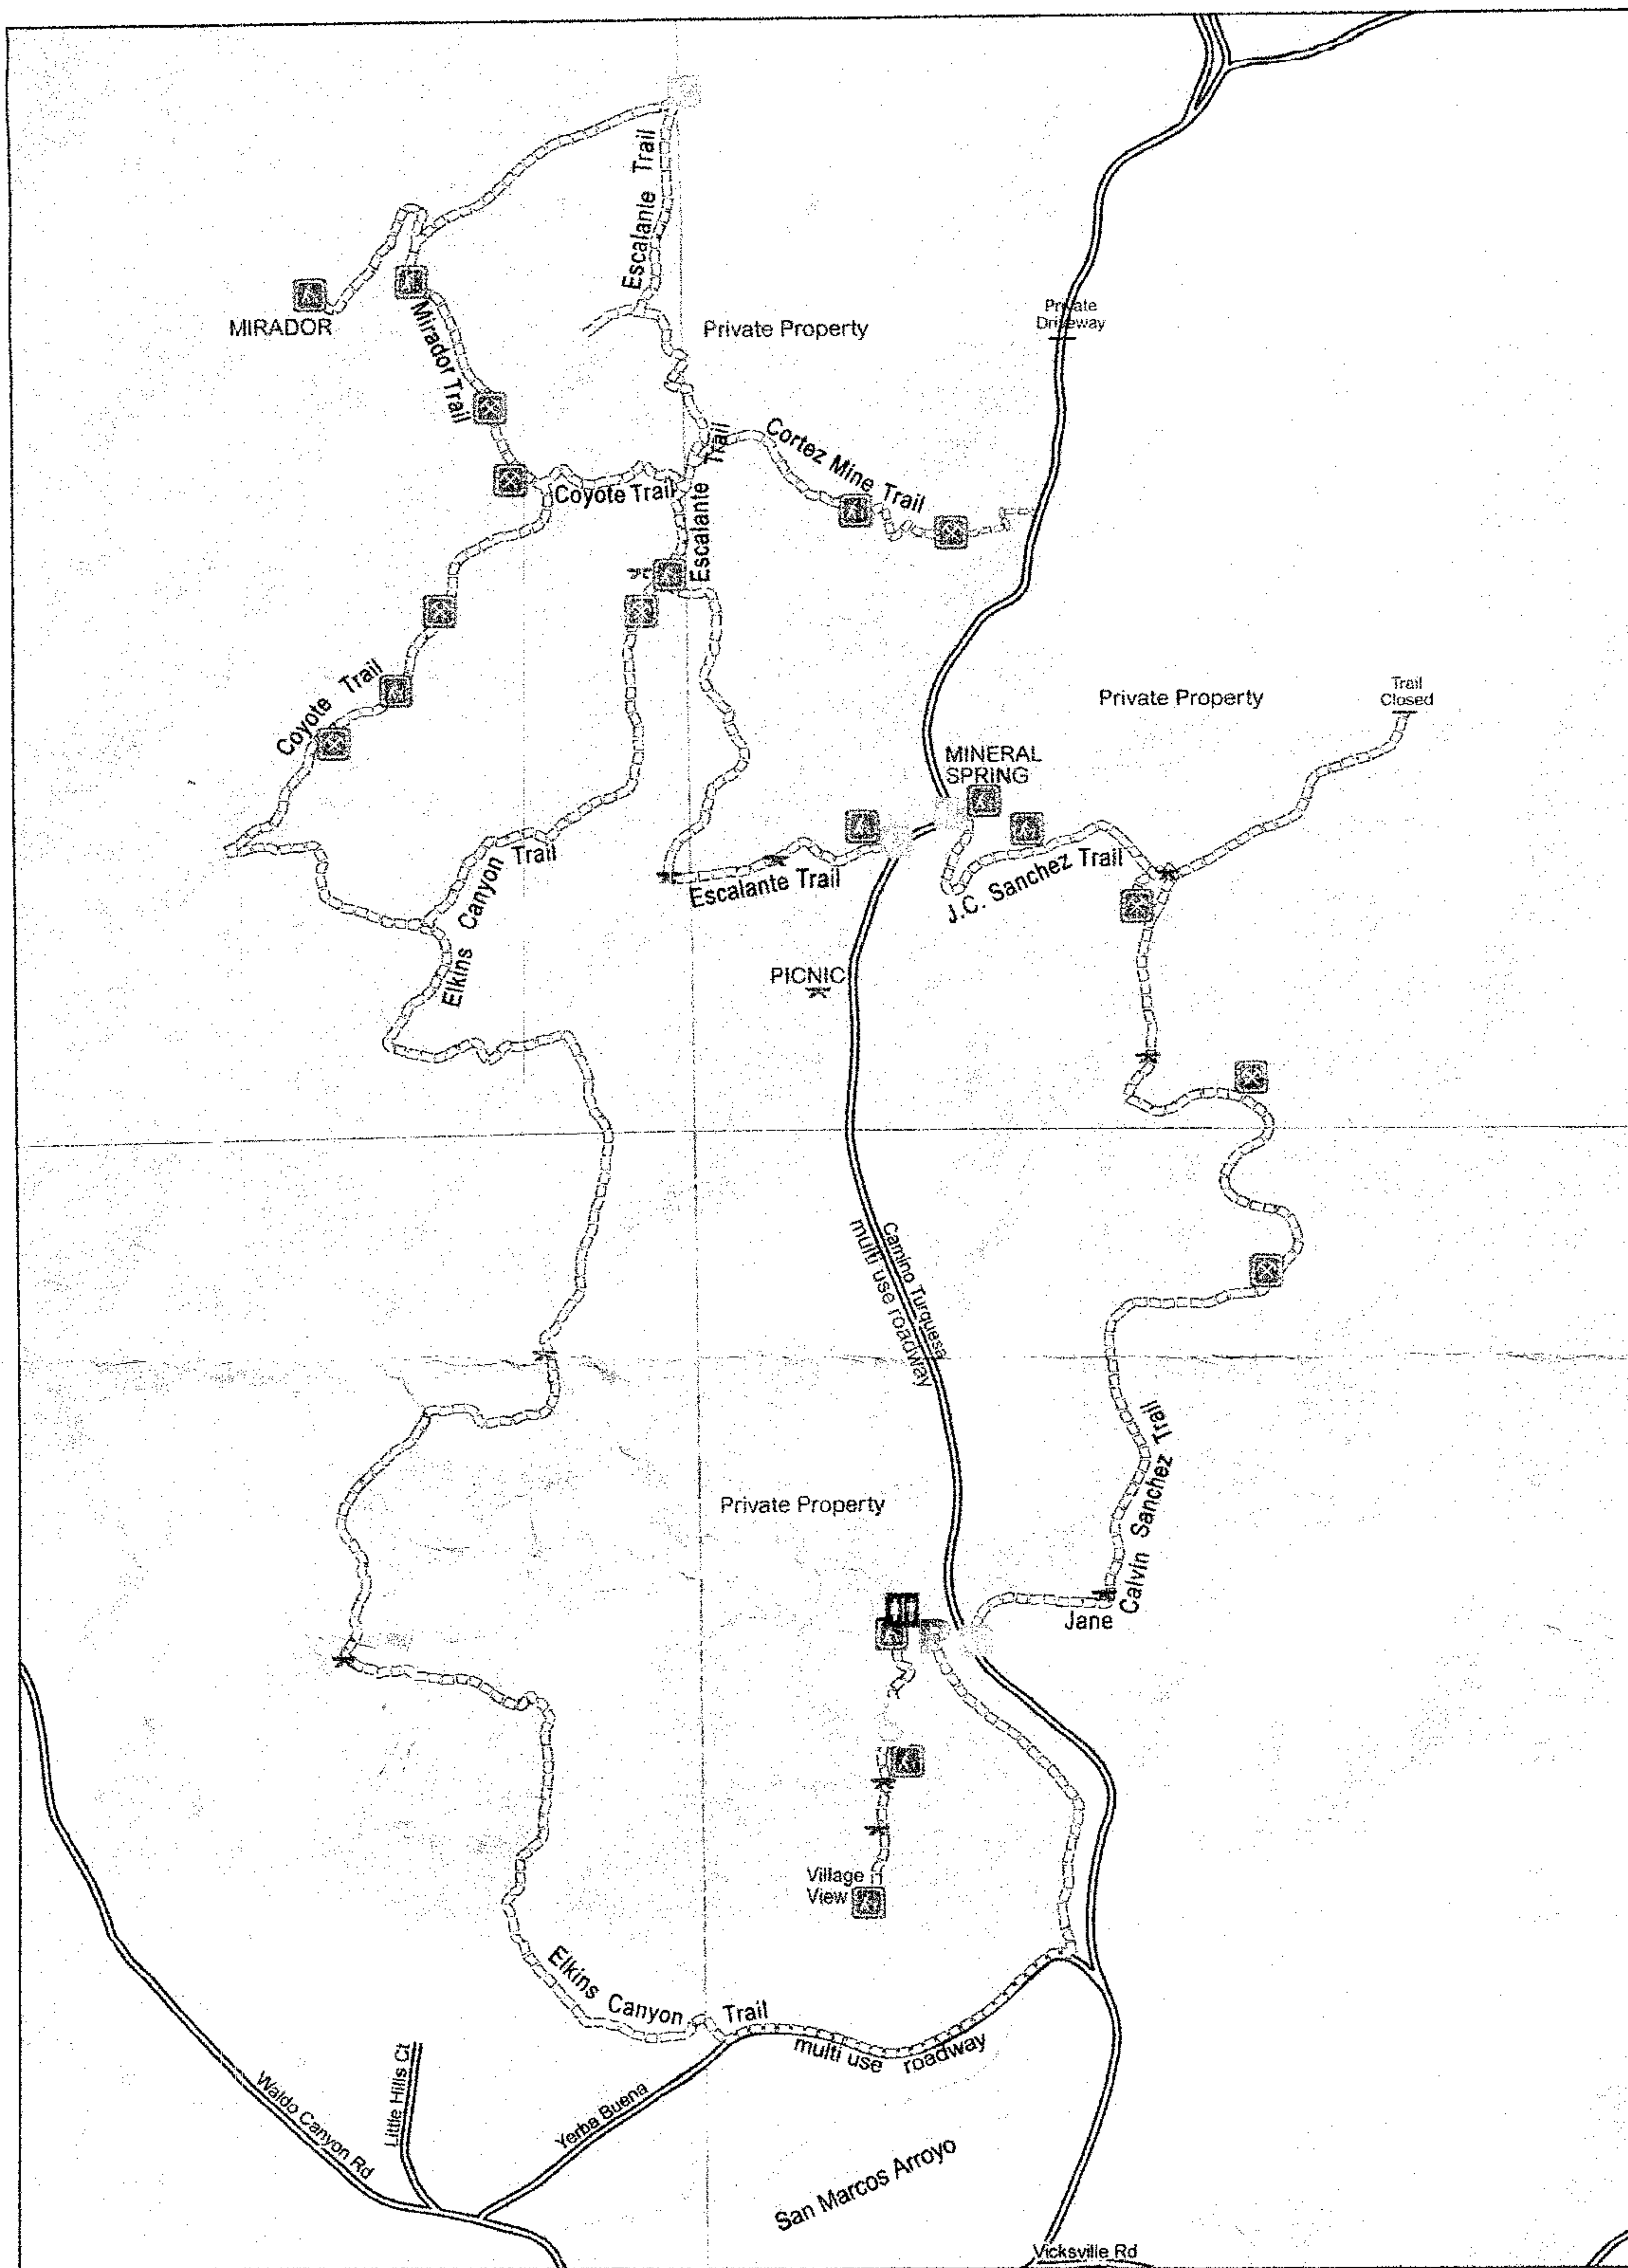 Escalante Trail
MIRADOR
Mirador Trail
Private Property
Private
Driveway
Cortez Mine Trail
Coyote Trail
Escalante Trail
Coyote Trail
Private Property
Trail
Closed
MINERAL
SPRING
Elkins Canyon Trail
Escalante Trail
J.C. Sanchez Trail
PICNIC
Camino Turquesa
multi use roadway
Private Property
Jane Calvin Sanchez Trail
Village
View
Elkins Canyon Trail
multi use roadway
Waldo Canyon Rd
Little Hills Ct
Yerba Buena
San Marcos Arroyo
Vicksville Rd